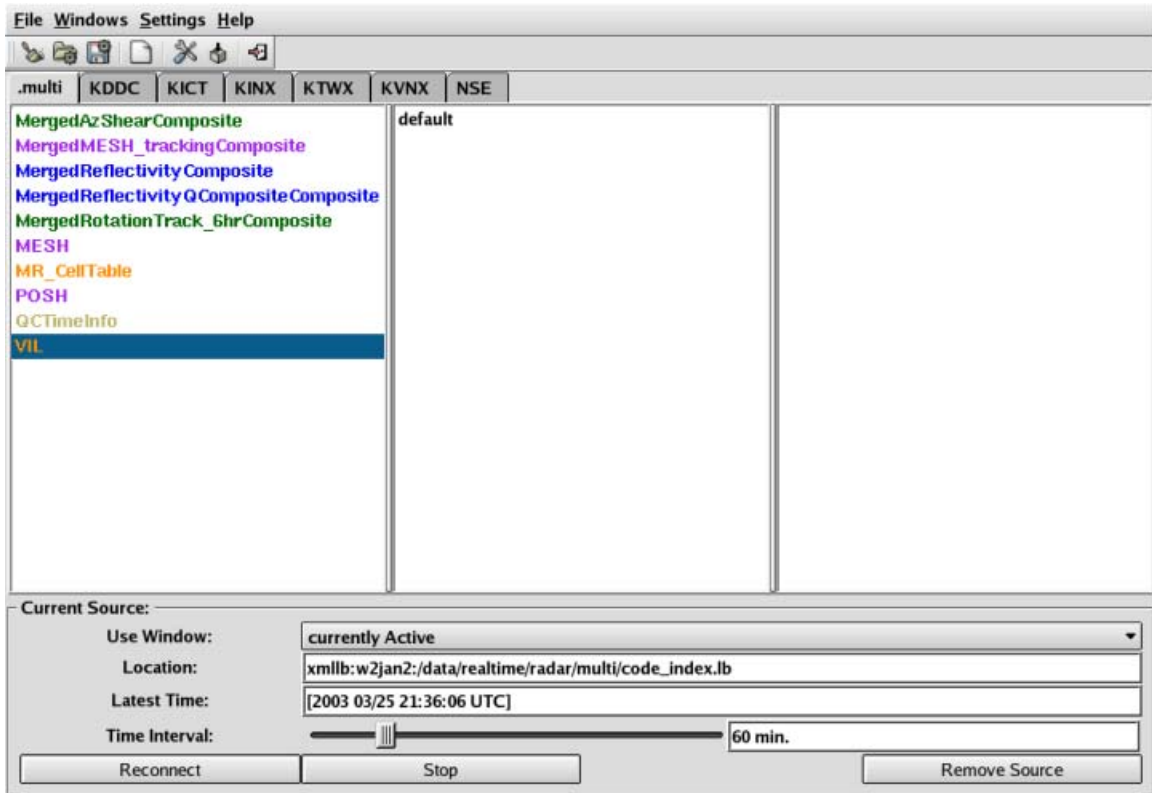 File Windows Settings Help
.multi KDDC KICT KINX KTWX KVNX NSE
MergedAzShearComposite default
MergedMESH_trackingComposite
MergedReflectivityComposite
MergedReflectivityQCompositeComposite
MergedRotationTrack_6hrComposite
MESH
MR_CellTable
POSH
QCTimeInfo
VIL
Current Source:
Use Window: currently Active
Location: xmllb:w2jan2:/data/realtime/radar/multi/code_index.lb
Latest Time: [2003 03/25 21:36:06 UTC]
Time Interval: 60 min.
Reconnect Stop Remove Source